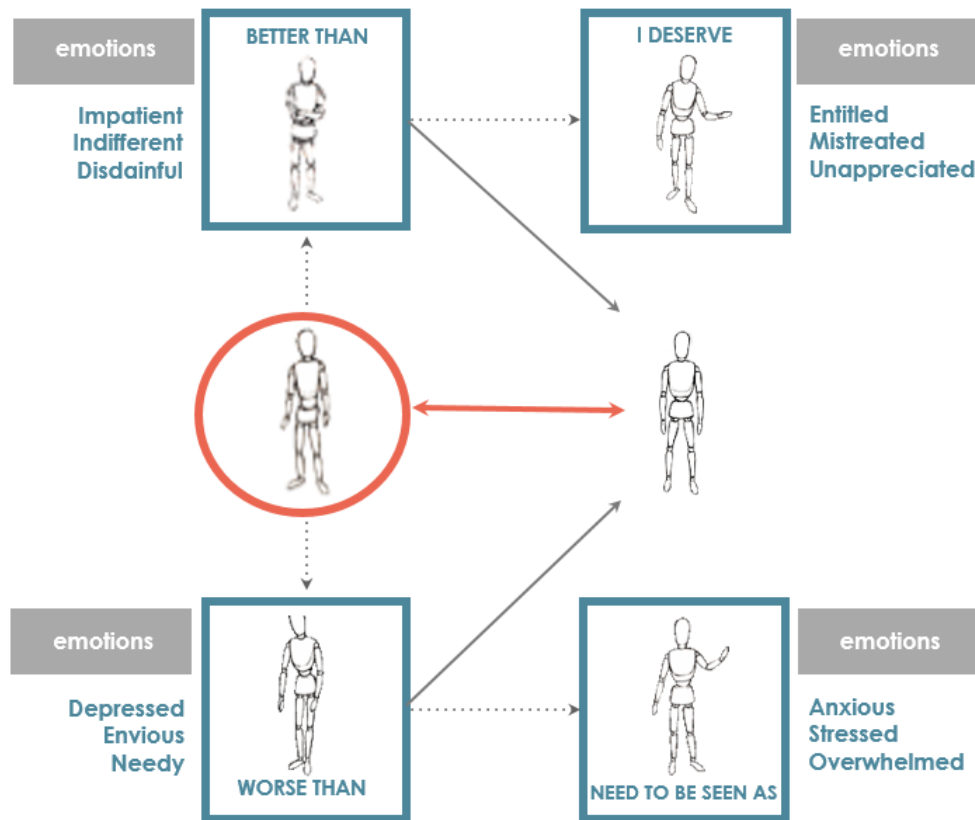 emotions
BETTER THAN
I DESERVE
emotions
Impatient
Indifferent
Disdainful
Entitled
Mistreated
Unappreciated
emotions
emotions
Depressed
Envious
Needy
WORSE THAN
NEED TO BE SEEN AS
Anxious
Stressed
Overwhelmed